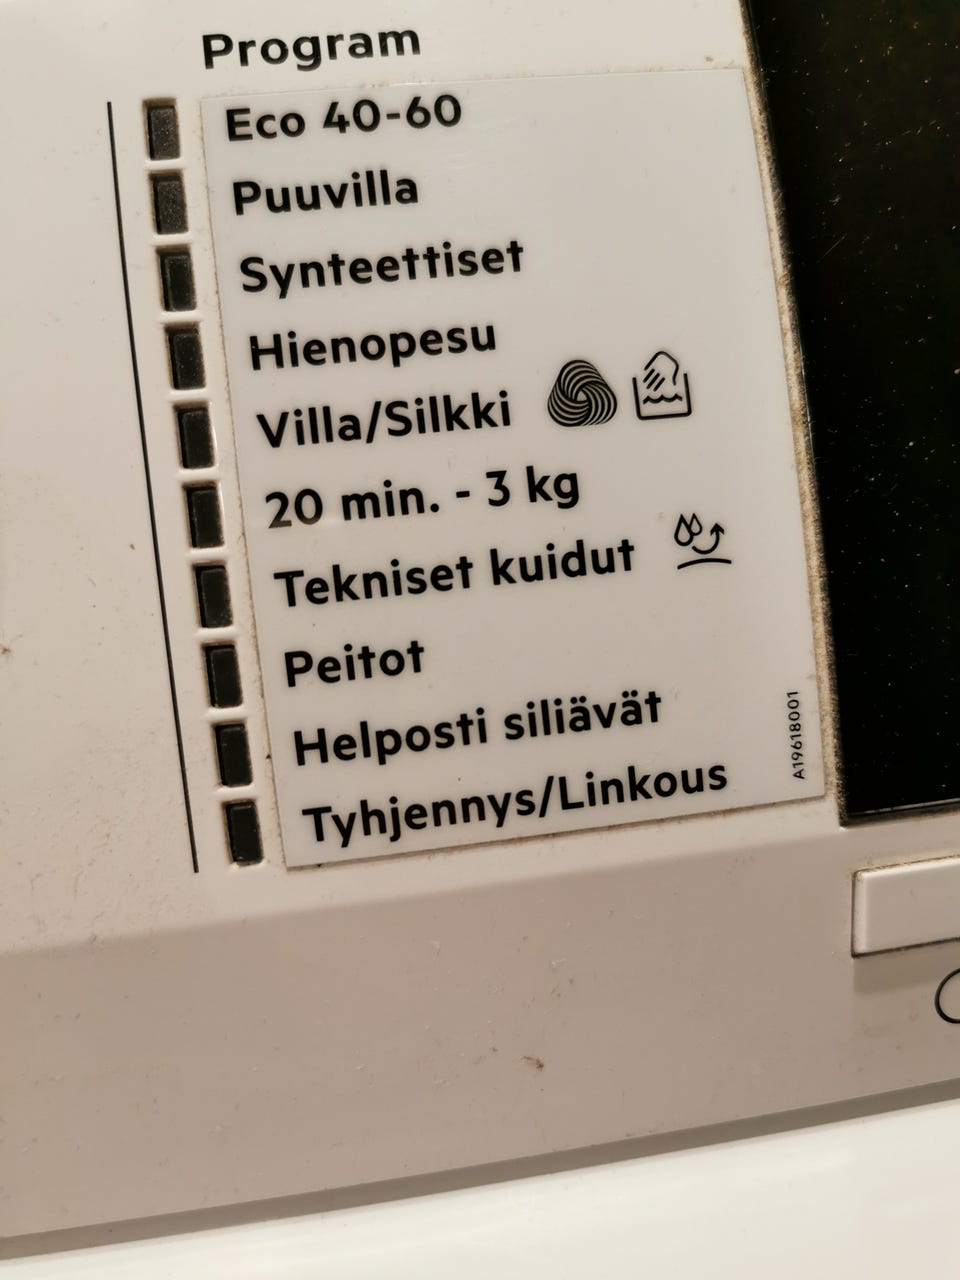 Program
Eco 40-60
Puuvilla
Synteettiset
Hienopesu
Villa/Silkki
20 min. - 3 kg
Tekniset kuidut
Peitot
Helposti siliävät
Tyhjennys/Linkous
A19618001